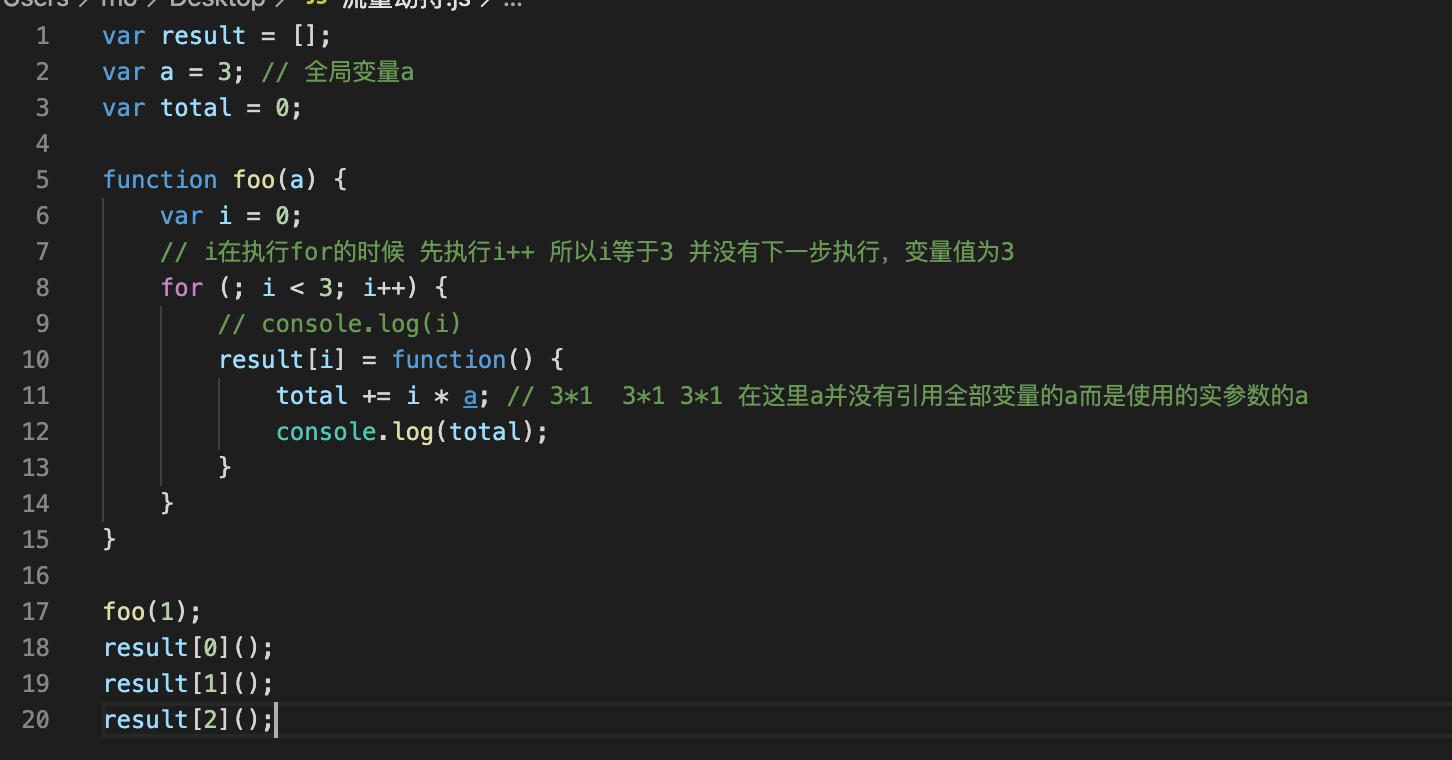 Users > mo > Desktop > JS 流量劫持.js > ...
1 var result = [];
2 var a = 3; // 全局变量a
3 var total = 0;
4
5 function foo(a) {
6 var i = 0;
7 // i在执行for的时候 先执行i++ 所以i等于3 并没有下一步执行，变量值为3
8 for (; i < 3; i++) {
9 // console.log(i)
10 result[i] = function() {
11 total += i * a; // 3*1  3*1 3*1 在这里a并没有引用全部变量的a而是使用的实参数的a
12 console.log(total);
13 }
14 }
15 }
16
17 foo(1);
18 result[0]();
19 result[1]();
20 result[2]();